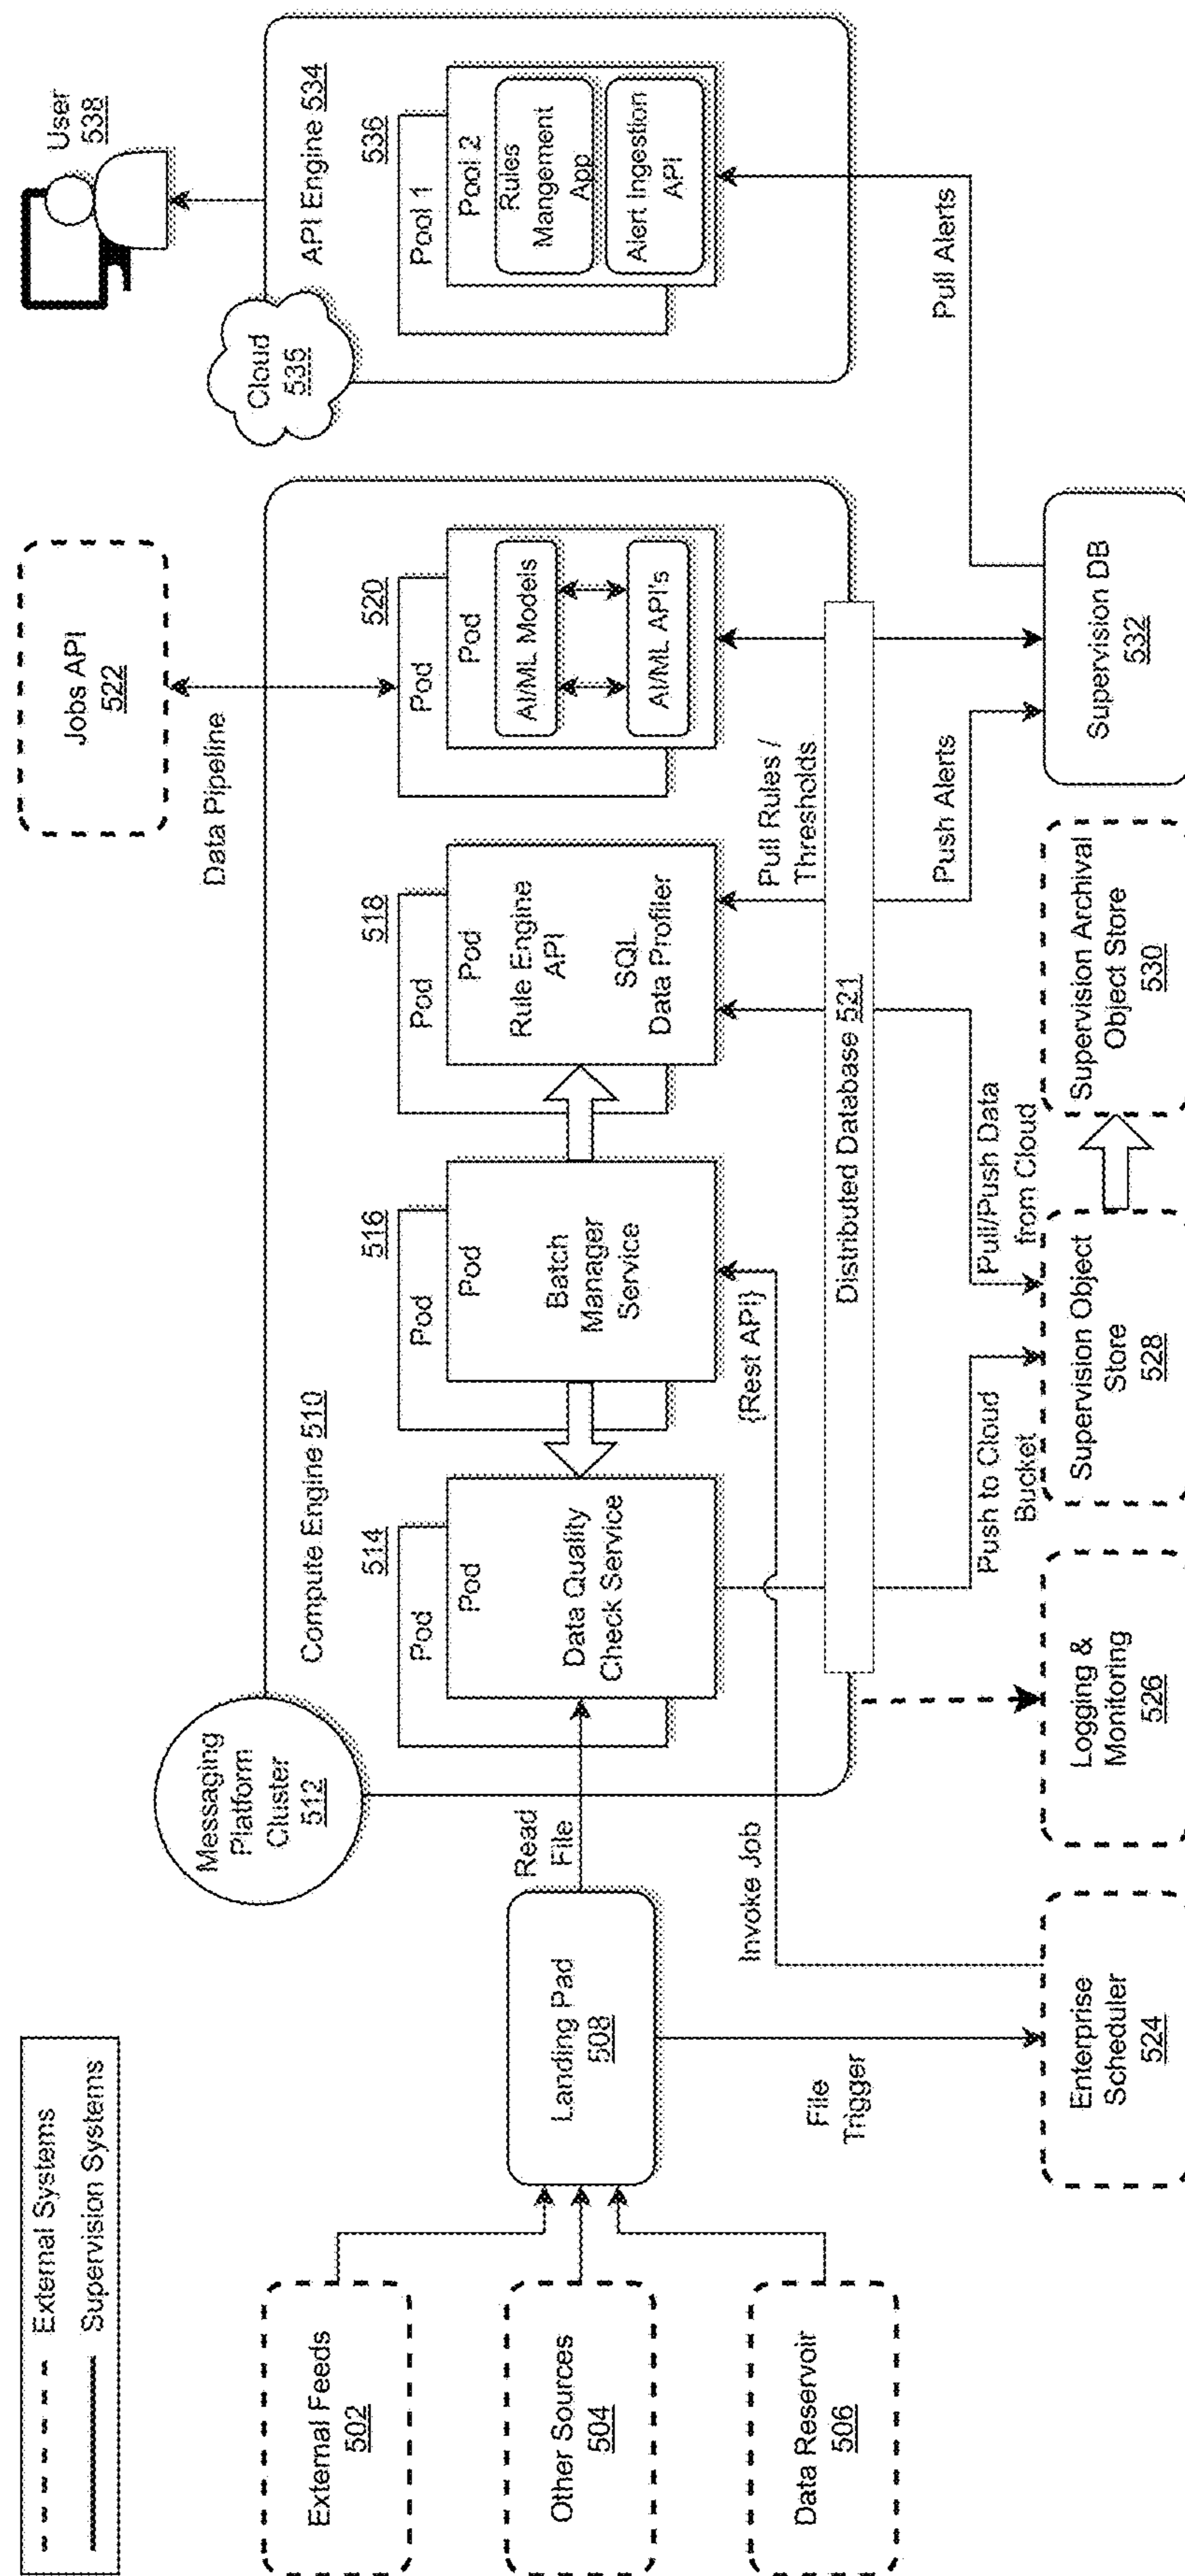 External Systems
Supervision Systems
External Feeds
502
Other Sources
504
Data Reservoir
506
Landing Pad
508
File
Trigger
Read
File
Invoke Job
Enterprise
Scheduler
524
Messaging
Platform
Cluster
512
Compute Engine 510
514
Pod
Pod
Data Quality
Check Service
516
Pod
Pod
Batch
Manager
Service
{Rest API}
518
Pod
Pod
Rule Engine
API
SQL
Data Profiler
520
Pod
Pod
AI/ML Models
AI/ML API's
Data Pipeline
Jobs API
522
Pull Rules /
Thresholds
Distributed Database 521
Logging &
Monitoring
526
Push to Cloud
Bucket
Supervision Object
Store
528
Pull/Push Data
from Cloud
Supervision Archival
Object Store
530
Push Alerts
Supervision DB
532
Pull Alerts
Cloud
535
API Engine 534
536
Pool 1
Pool 2
Rules
Mangement
App
Alert Ingestion
API
User
538